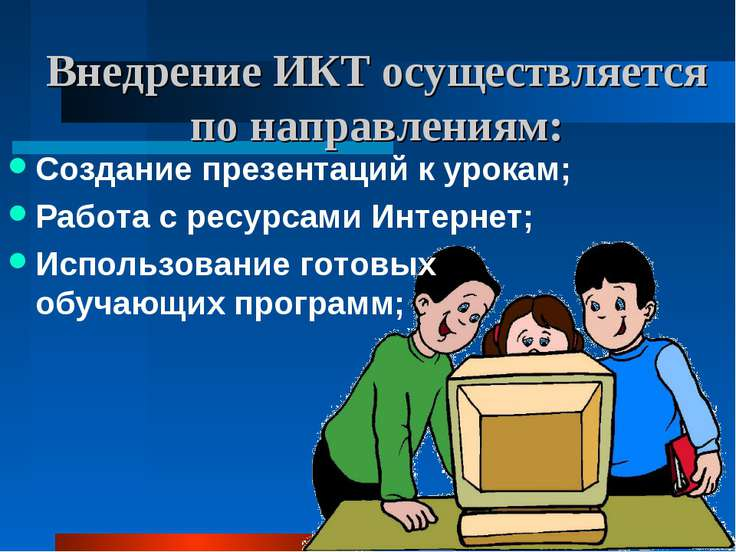 Внедрение ИКТ осуществляется
по направлениям:
Создание презентаций к урокам;
Работа с ресурсами Интернет;
Использование готовых
обучающих программ;